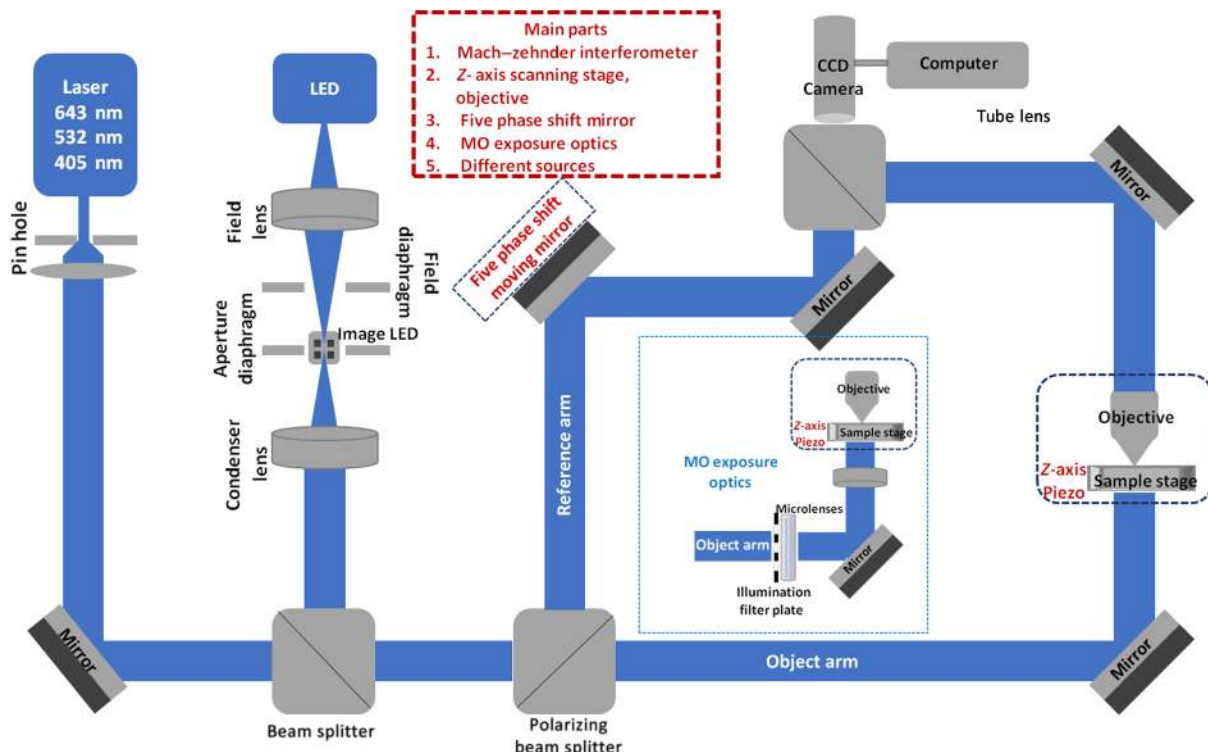 Laser
643 nm
532 nm
405 nm
Pin hole
Mirror
LED
Field
lens
Field
diaphragm
Aperture
diaphragm
Image LED
Condenser
lens
Beam splitter
Main parts
1. Mach–zehnder interferometer
2. Z- axis scanning stage,
objective
3. Five phase shift mirror
4. MO exposure optics
5. Different sources
Five phase shift
moving mirror
Reference arm
Polarizing
beam splitter
CCD
Camera
Computer
Tube lens
Mirror
Mirror
Objective
Z-axis
Piezo
Sample stage
MO exposure
optics
Microlenses
Object arm
Mirror
Illumination
filter plate
Objective
Z-axis
Piezo
Sample stage
Object arm
Mirror